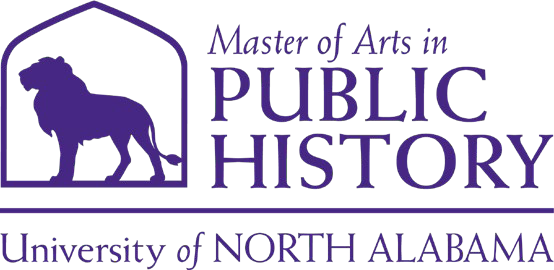 Master of Arts in
PUBLIC
HISTORY
University of NORTH ALABAMA